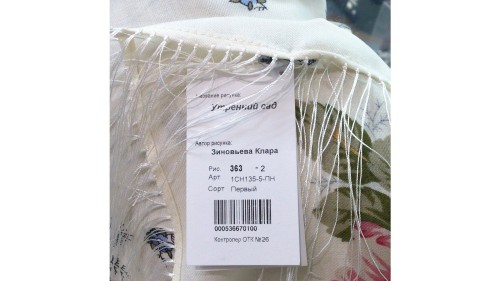 Название рисунка:
Утренний сад
Автор рисунка:
Зиновьева Клара
Рис. 363 - 2
Арт 1СН135-5-ПН
Сорт Первый
000536670100
Контролер ОТК №26